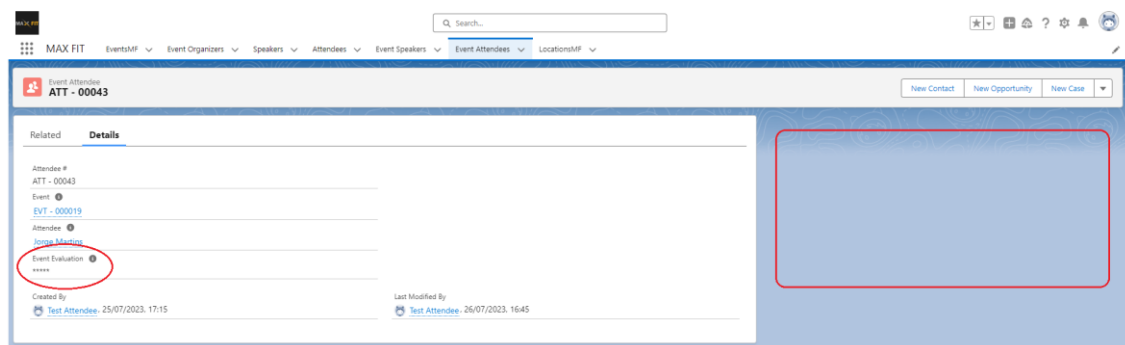 MAX FIT
Search...
MAX FIT EventsMF Event Organizers Speakers Attendees Event Speakers Event Attendees LocationsMF
Event Attendee
ATT - 00043
New Contact New Opportunity New Case
Related Details
Attendee #
ATT - 00043
Event
EVT - 000019
Attendee
Jorge Martins
Event Evaluation
*****
Created By
Test Attendee, 25/07/2023, 17:15
Last Modified By
Test Attendee, 26/07/2023, 16:45